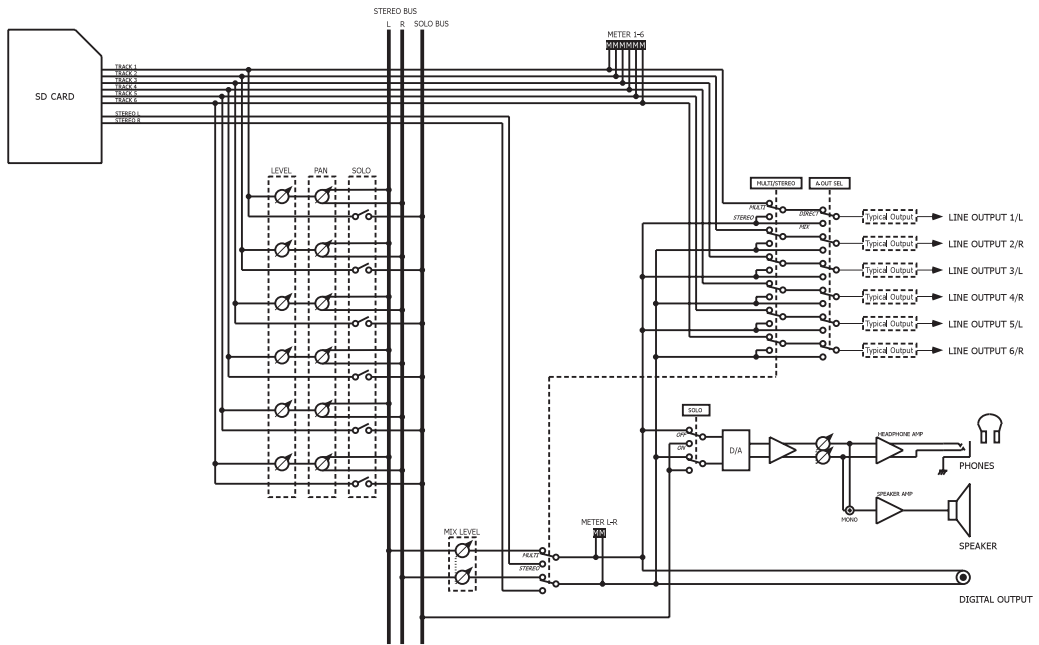 STEREO BUS
L R SOLO BUS
METER 1-6
MMMMMM
SD CARD
TRACK 1
TRACK 2
TRACK 3
TRACK 4
TRACK 5
TRACK 6
STEREO L
STEREO R
LEVEL PAN SOLO
MULTI/STEREO A-OUT SEL
MULTI
DIRECT
STEREO
MIX
Typical Output LINE OUTPUT 1/L
Typical Output LINE OUTPUT 2/R
Typical Output LINE OUTPUT 3/L
Typical Output LINE OUTPUT 4/R
Typical Output LINE OUTPUT 5/L
Typical Output LINE OUTPUT 6/R
SOLO
OFF
ON
D/A
HEADPHONE AMP
PHONES
SPEAKER AMP
MONO
SPEAKER
METER L-R
MM
MIX LEVEL
MULTI
STEREO
DIGITAL OUTPUT